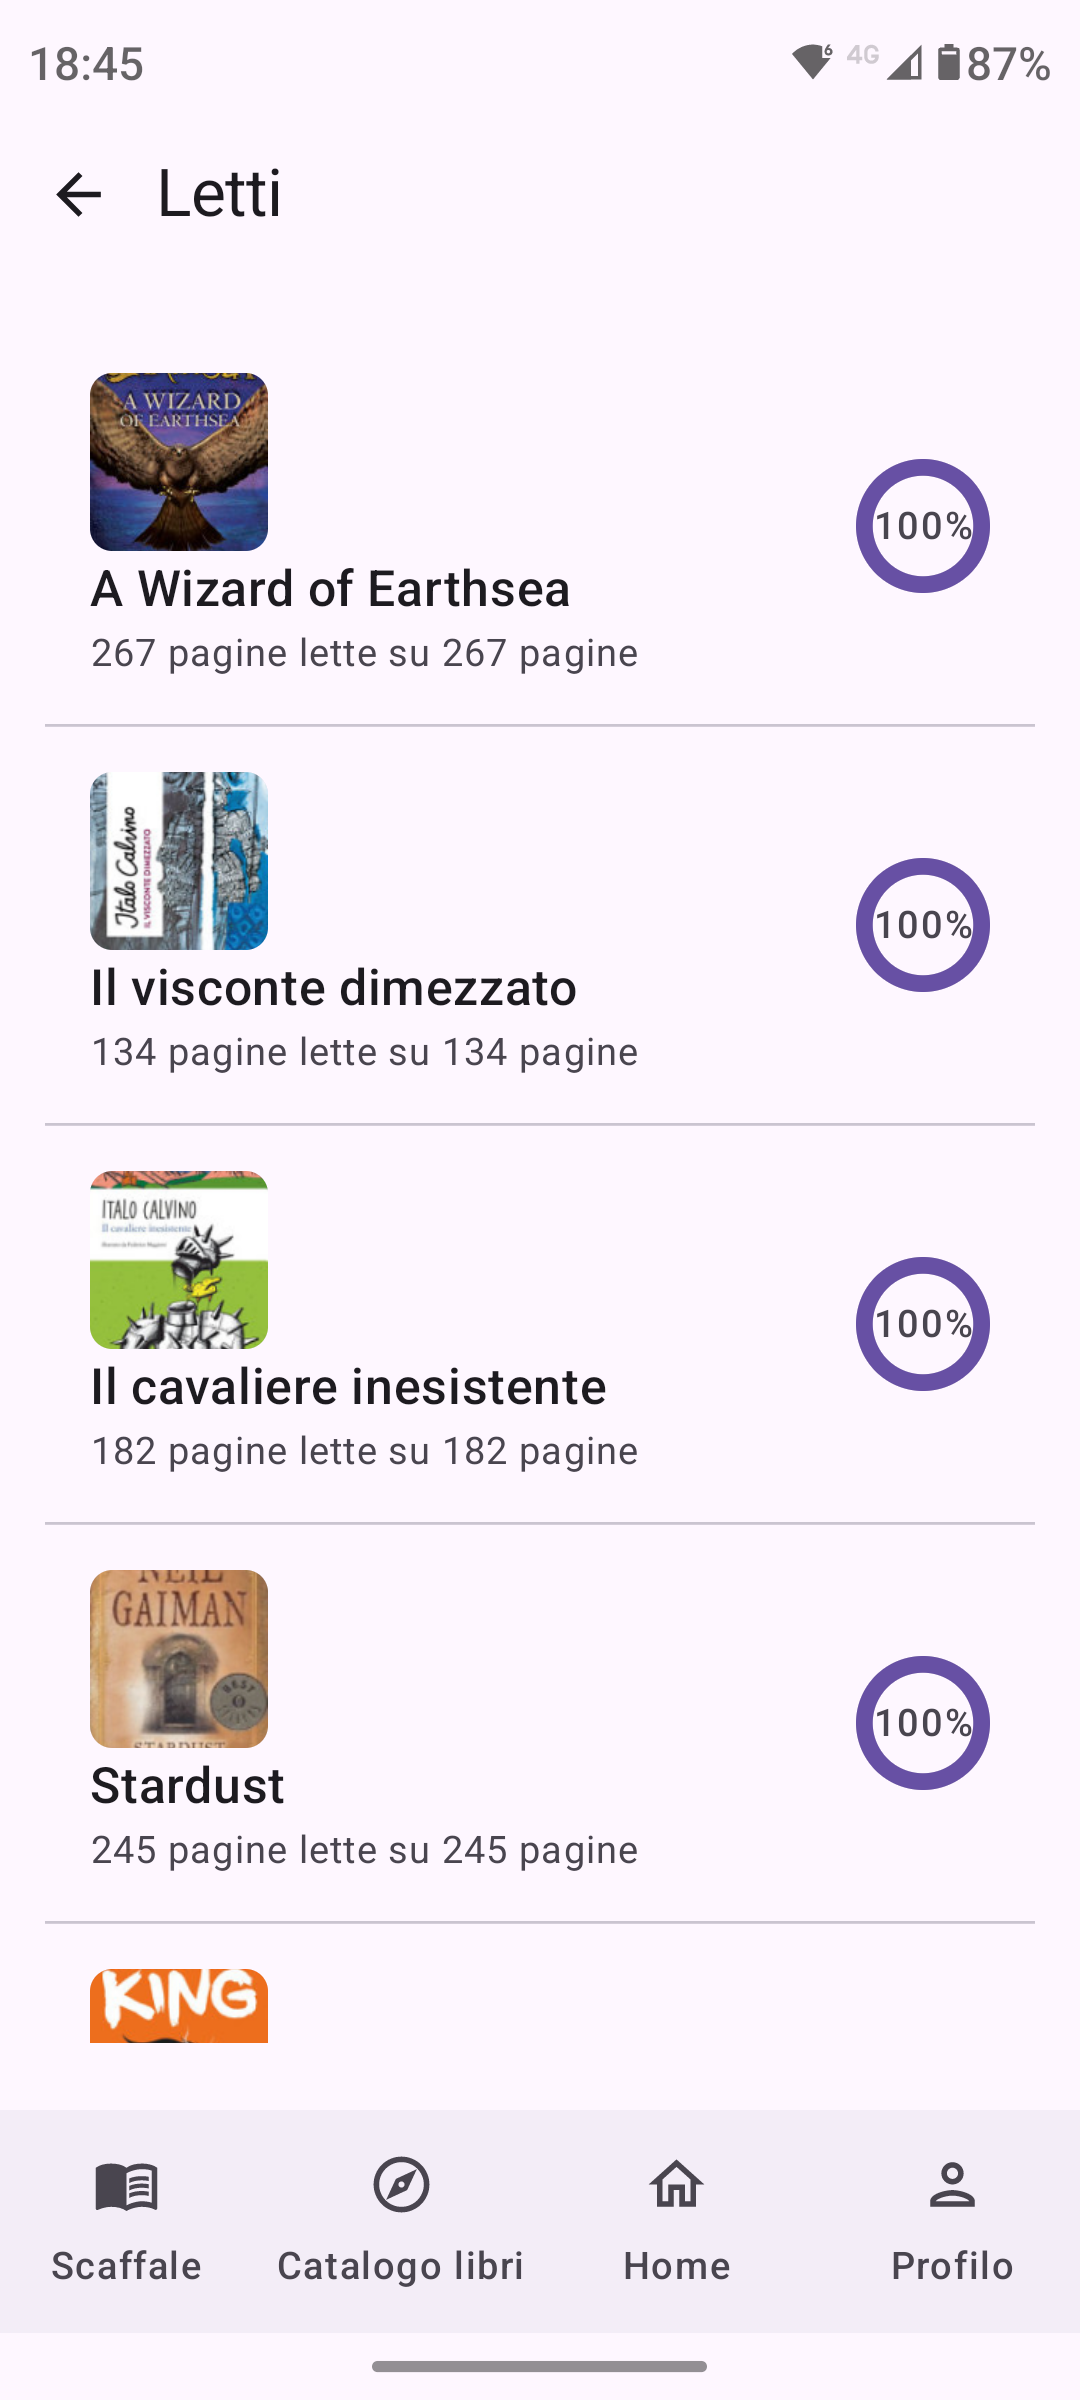 18:45
6 4G 87%
Letti
A WIZARD
OF EARTHSEA
100%
A Wizard of Earthsea
267 pagine lette su 267 pagine
Italo Calvino
IL VISCONTE DIMEZZATO
100%
Il visconte dimezzato
134 pagine lette su 134 pagine
ITALO CALVINO
Il cavaliere inesistente
100%
Il cavaliere inesistente
182 pagine lette su 182 pagine
NEIL
GAIMAN
BEST
STARDUST
100%
Stardust
245 pagine lette su 245 pagine
KING
Scaffale
Catalogo libri
Home
Profilo